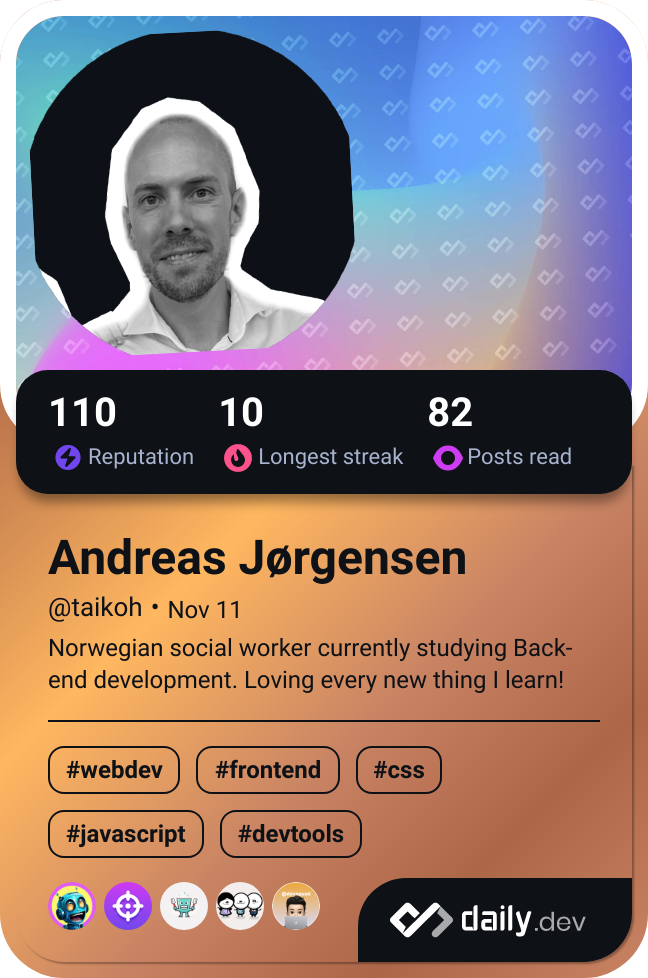 110 10 82
Reputation Longest streak Posts read
Andreas Jørgensen
@taikoh • Nov 11
Norwegian social worker currently studying Back-
end development. Loving every new thing I learn!
#webdev #frontend #css
#javascript #devtools
daily.dev